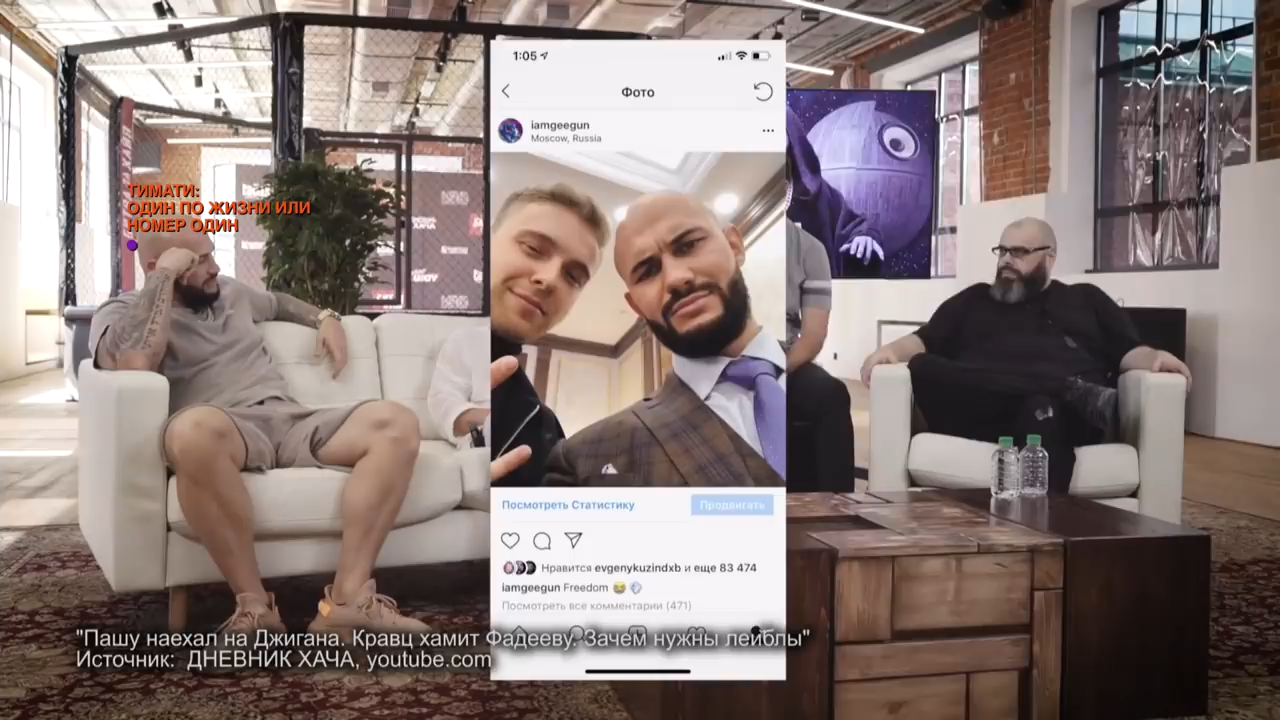 1:05
Фото
iamgeegun
Moscow, Russia
ТИМАТИ:
ОДИН ПО ЖИЗНИ ИЛИ
НОМЕР ОДИН
Посмотреть Статистику
Продвигать
Нравится evgenykuzindxb и еще 83 474
iamgeegun Freedom 😂 💨
Посмотреть все комментарии (471)
"Пашу наехал на Джигана. Кравц хамит Фадееву. Зачем нужны лейблы"
Источник: ДНЕВНИК ХАЧА, youtube.com